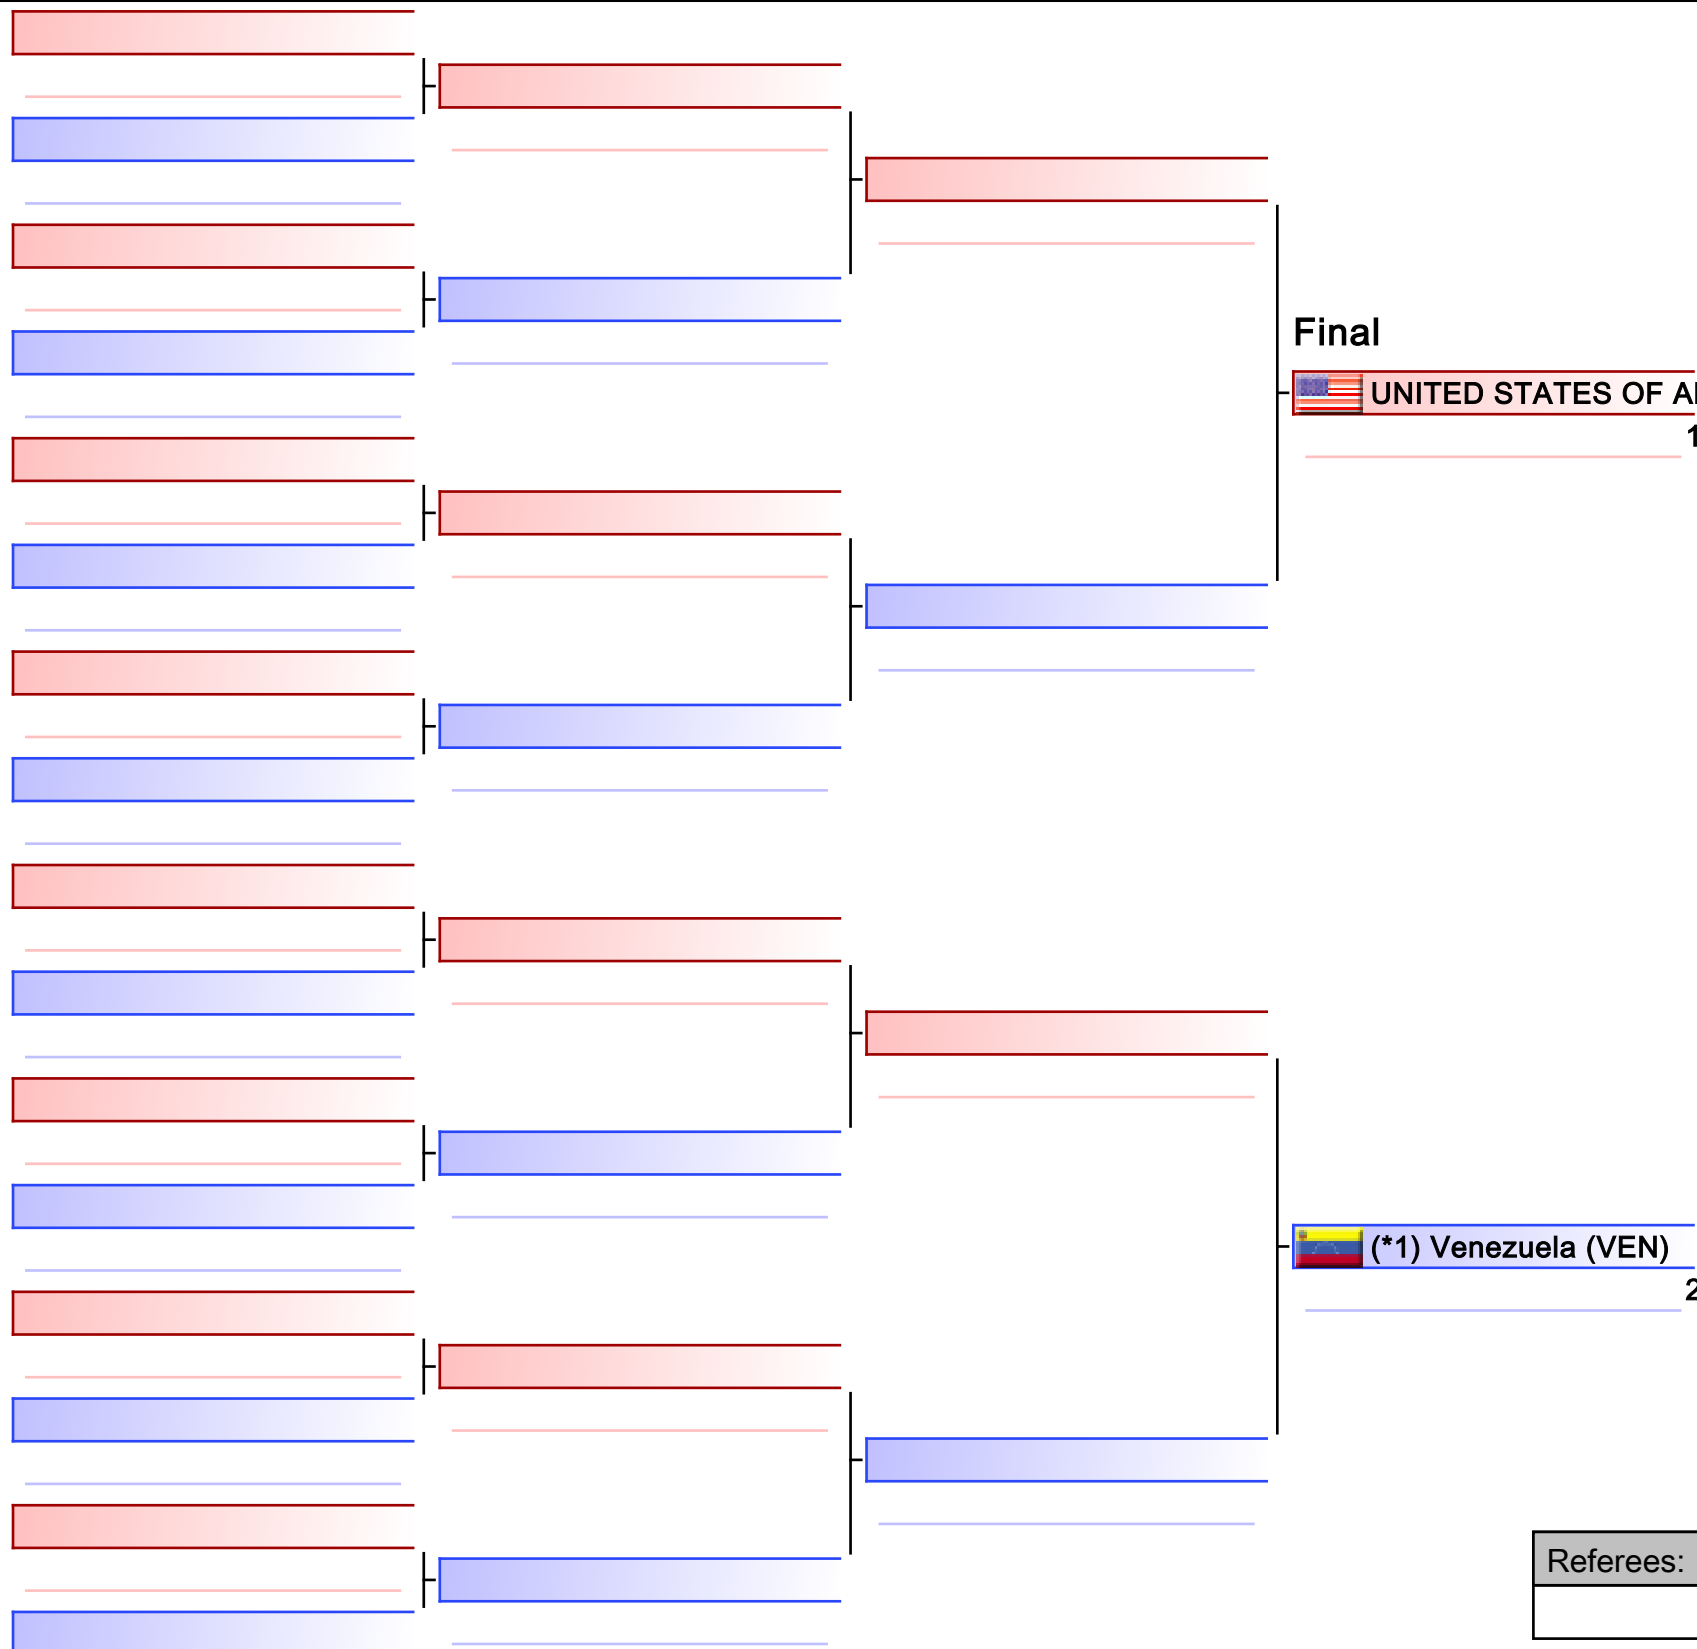 Final
UNITED STATES OF A
1
(*1) Venezuela (VEN)
2
Referees: